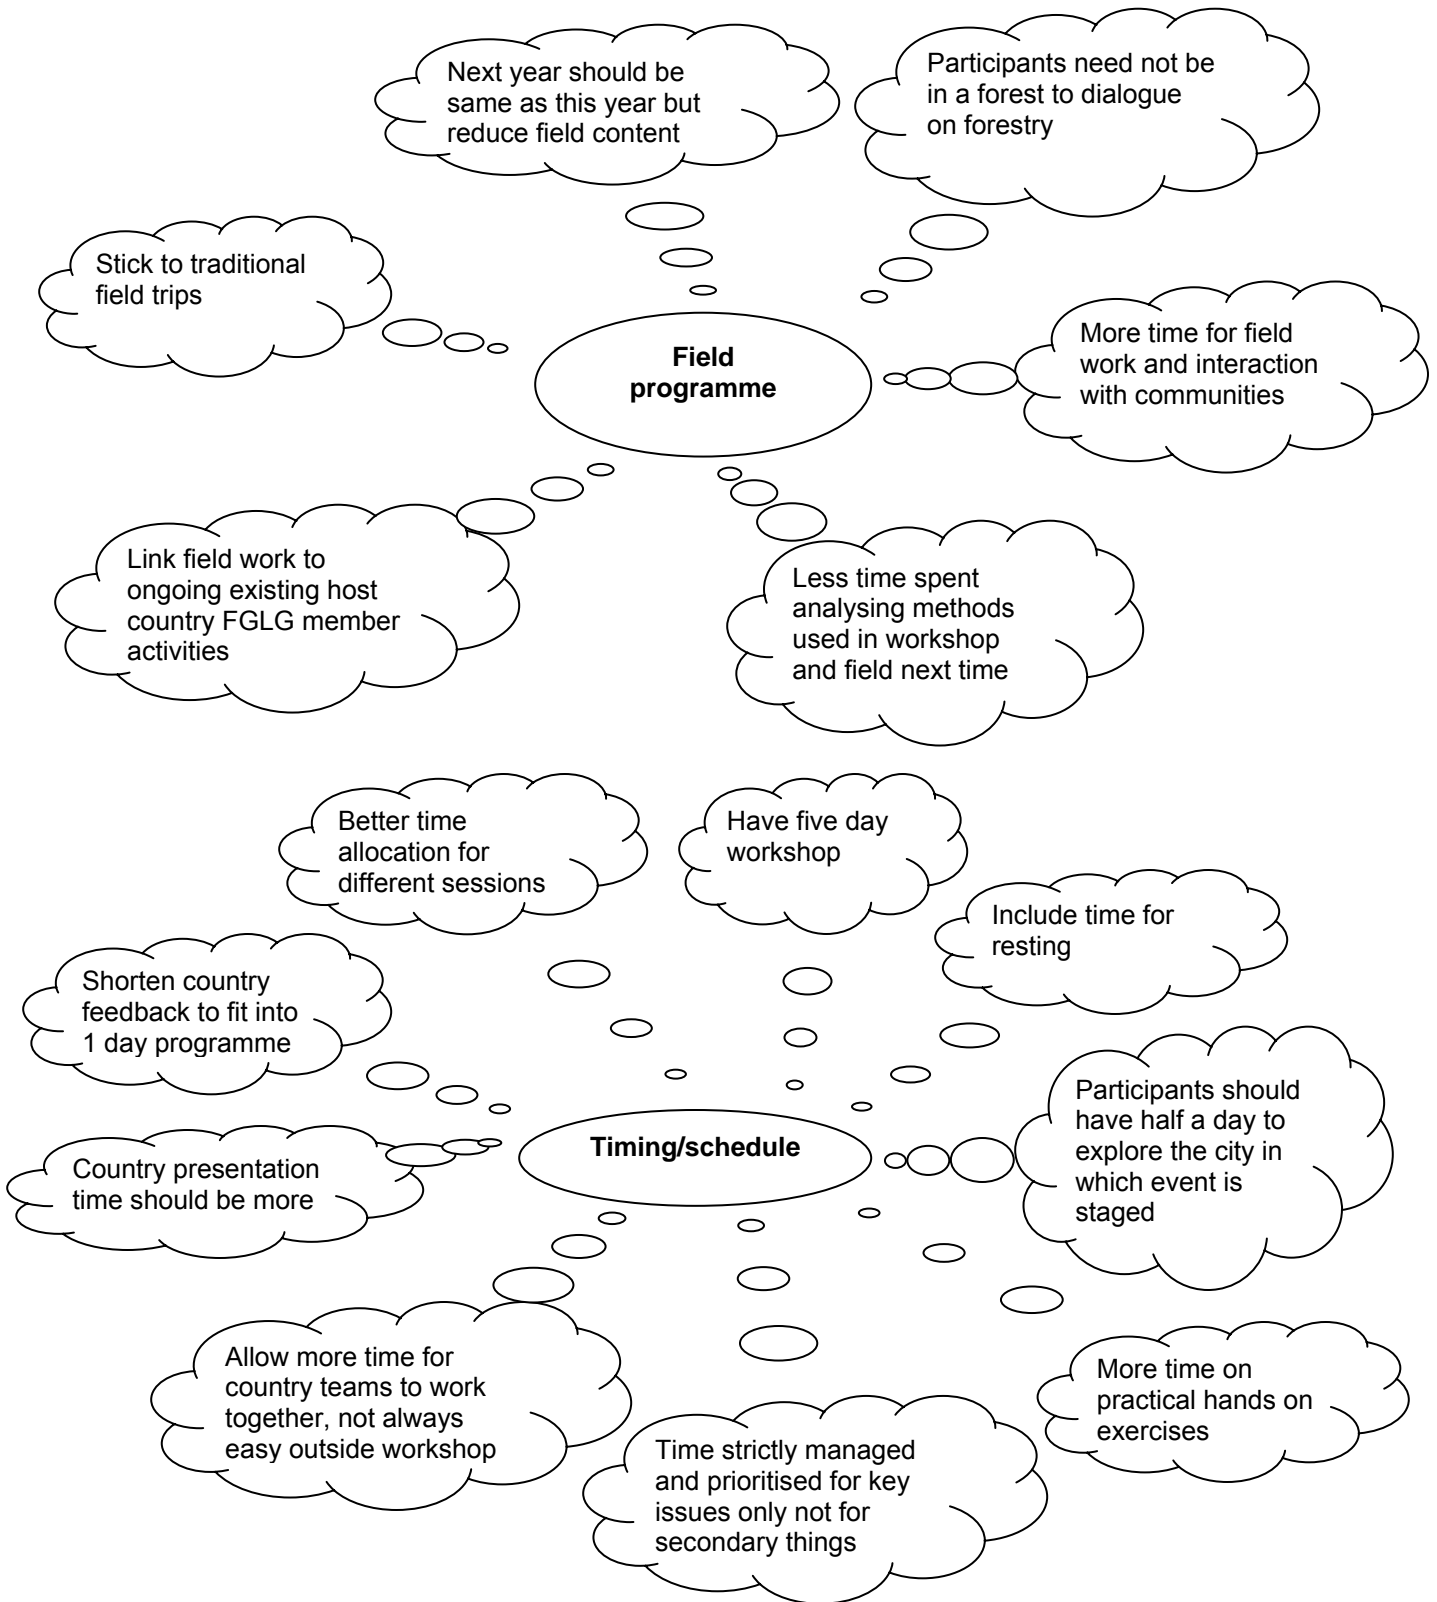 Next year should be
same as this year but
reduce field content
Participants need not be
in a forest to dialogue
on forestry
Stick to traditional
field trips
Field
programme
More time for field
work and interaction
with communities
Link field work to
ongoing existing host
country FGLG member
activities
Less time spent
analysing methods
used in workshop
and field next time
Better time
allocation for
different sessions
Have five day
workshop
Include time for
resting
Shorten country
feedback to fit into
1 day programme
Participants should
have half a day to
explore the city in
which event is
staged
Timing/schedule
Country presentation
time should be more
Allow more time for
country teams to work
together, not always
easy outside workshop
More time on
practical hands on
exercises
Time strictly managed
and prioritised for key
issues only not for
secondary things